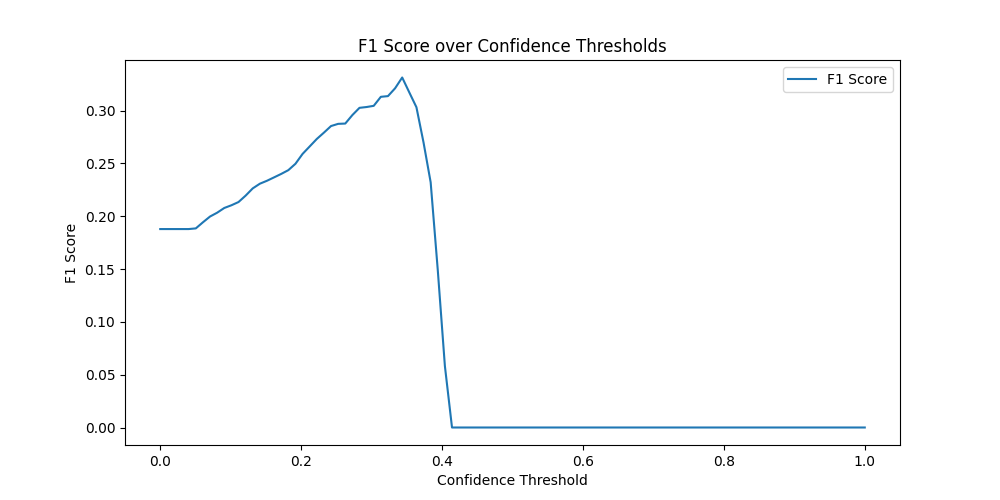 F1 Score over Confidence Thresholds
F1 Score
0.30
0.25
0.20
0.15
0.10
0.05
0.00
F1 Score
0.0 0.2 0.4 0.6 0.8 1.0
Confidence Threshold